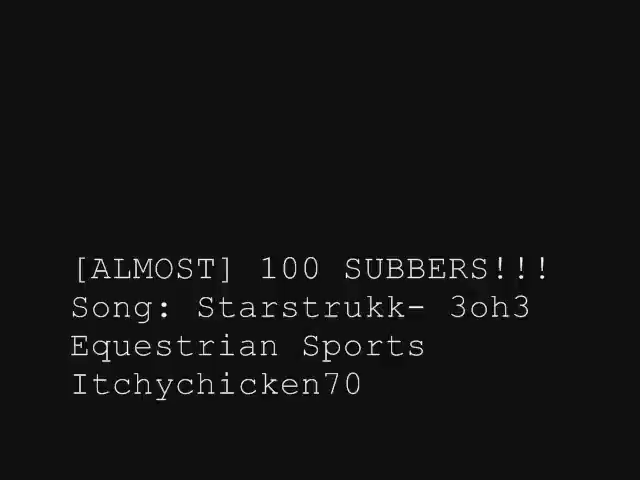 [ALMOST] 100 SUBBERS!!!
Song: Starstrukk- 3oh3
Equestrian Sports
Itchychicken70